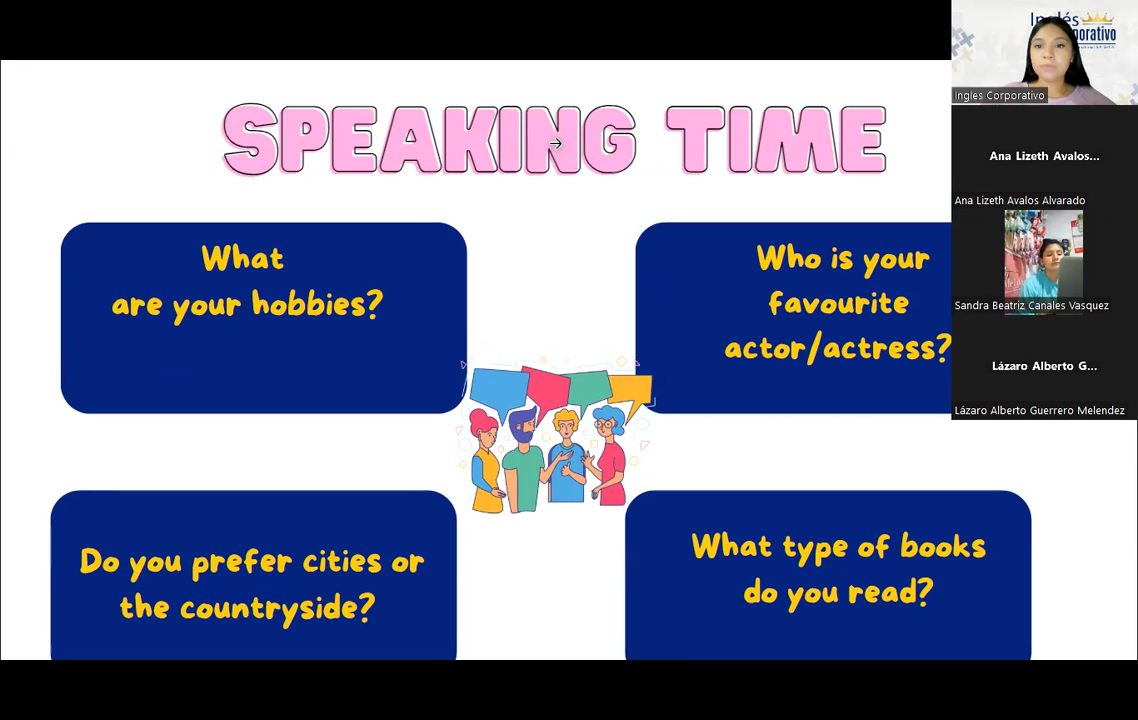 SPEAKING TIME
What
are your hobbies?
Who is your
favourite
actor/actress?
Do you prefer cities or
the countryside?
What type of books
do you read?
Inglés
Ingles Corporativo
Ana Lizeth Avalos...
Ana Lizeth Avalos Alvarado
Sandra Beatriz Canales Vasquez
Lázaro Alberto G...
Lázaro Alberto Guerrero Melendez